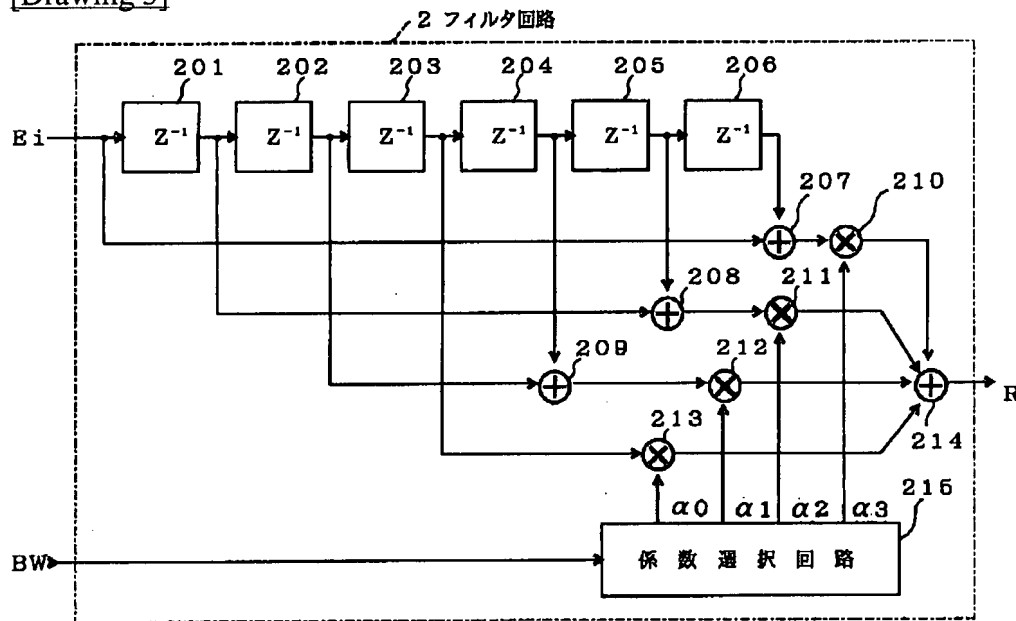 [Drawing 3]
2 フィルタ回路
201 202 203 204 205 206
Ei
Z⁻¹ Z⁻¹ Z⁻¹ Z⁻¹ Z⁻¹ Z⁻¹
207 210
208 211
209 212
213
R
214
α0 α1 α2 α3
215
BW
係数選択回路